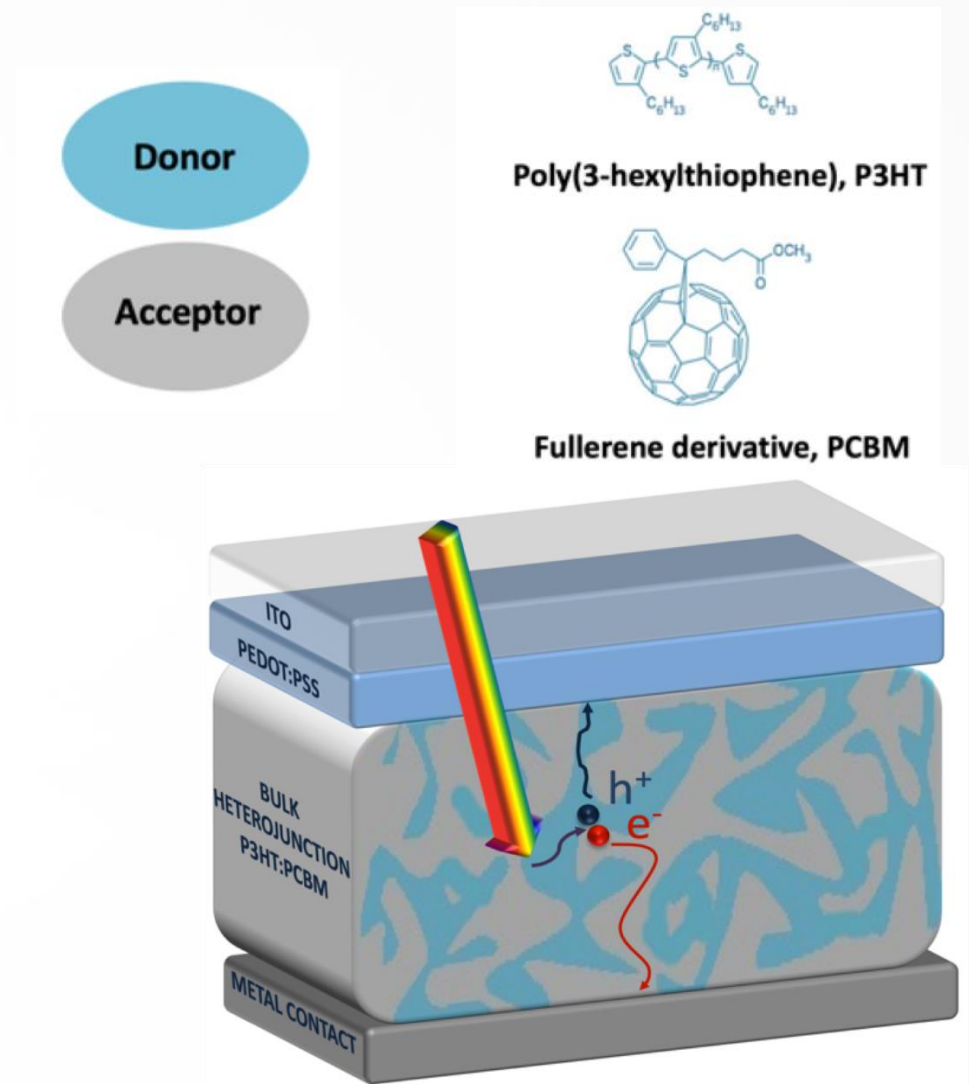 Donor
Acceptor
C₆H₁₃
S
S
S
n
C₆H₁₃
C₆H₁₃
Poly(3-hexylthiophene), P3HT
OCH₃
O
Fullerene derivative, PCBM
ITO
PEDOT:PSS
BULK
HETEROJUNCTION
P3HT:PCBM
h⁺
e⁻
METAL CONTACT